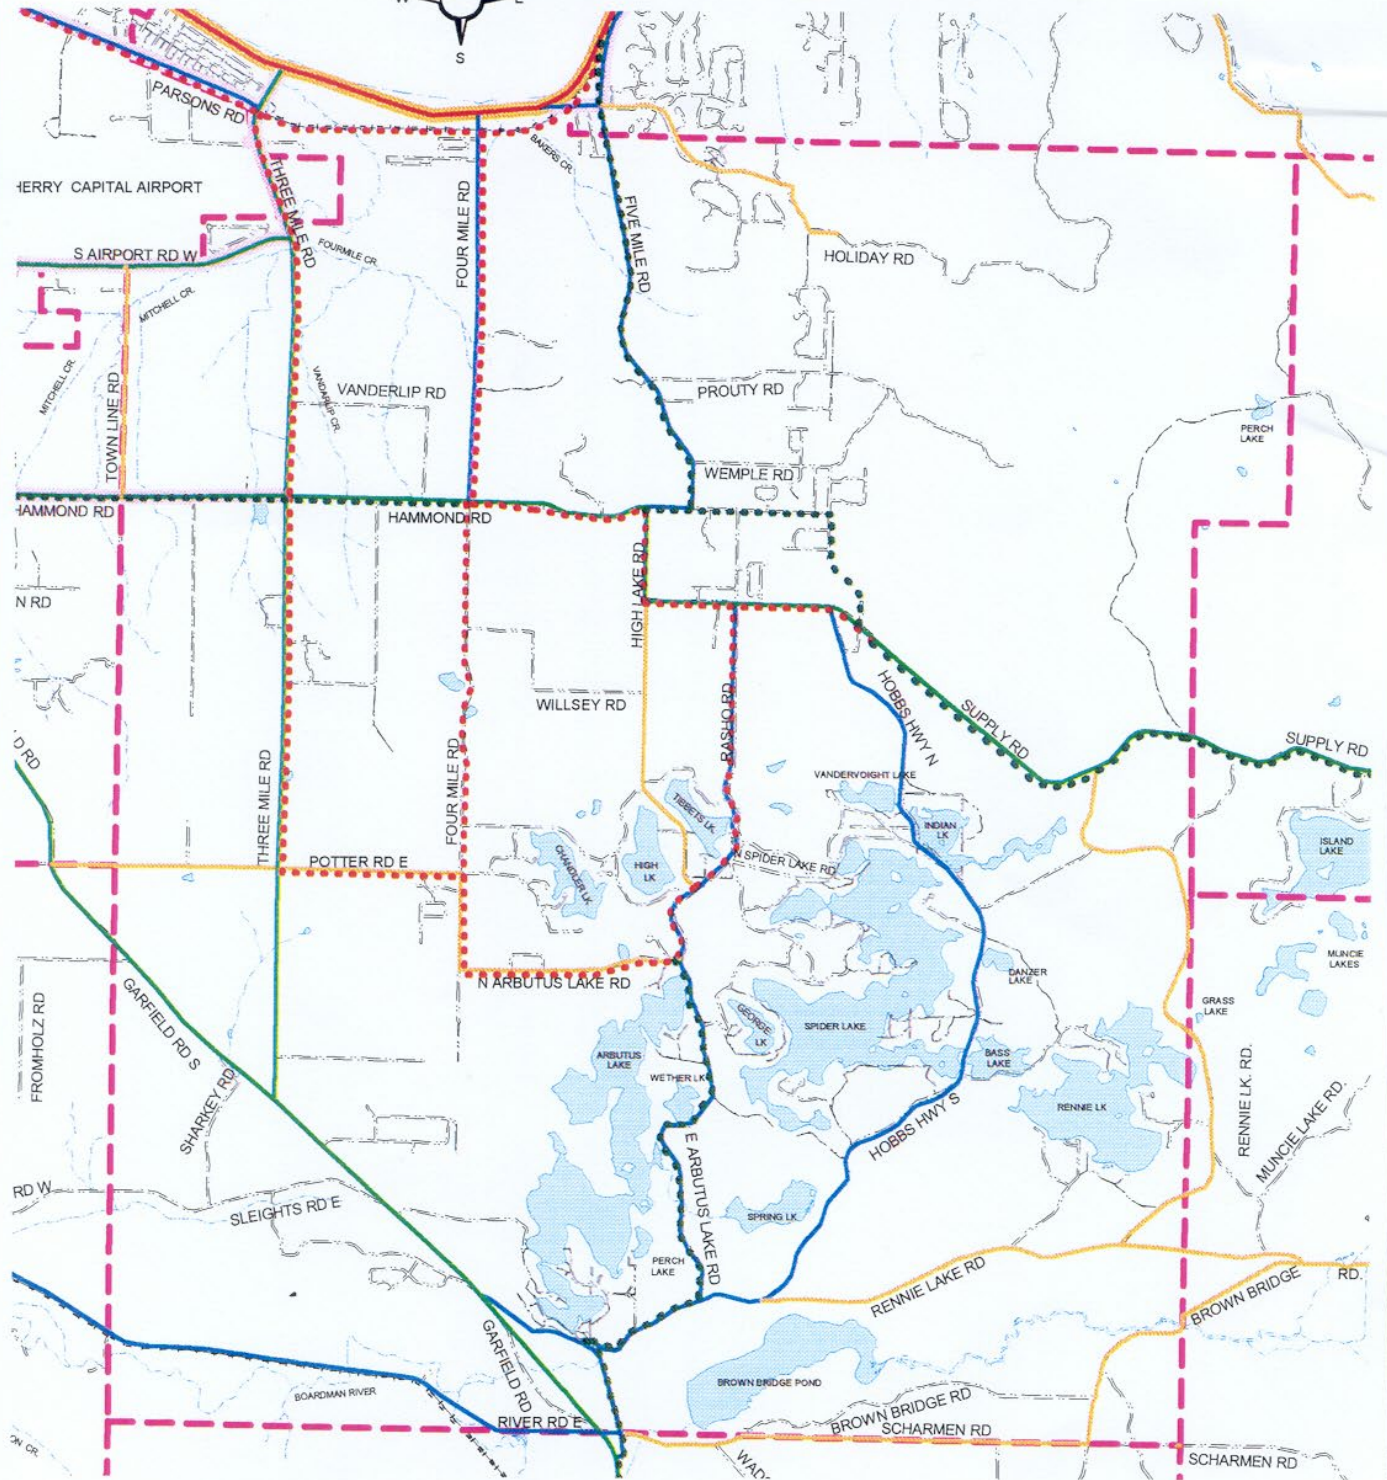 E
S
PARSONS RD
BAKERS CR.
HERRY CAPITAL AIRPORT
THREE MILE RD
FOUR MILE RD
FIVE MILE RD
S AIRPORT RD W
FOURMILE CR.
HOLIDAY RD
MITCHELL CR.
MITCHELL CR.
TOWN LINE RD
VANDERLIP RD
VANDARLIP CR.
PROUTY RD
PERCH
LAKE
WEMPLE RD
HAMMOND RD
HAMMOND RD
N RD
HIGH LAKE RD
WILLSEY RD
RASHO RD
HOBBS HWY N
SUPPLY RD
SUPPLY RD
D RD
THREE MILE RD
FOUR MILE RD
VANDERVOIGHT LAKE
TIBBETS LK.
INDIAN
LK
ISLAND
LAKE
POTTER RD E
CHANDLER LK
HIGH
LK
N SPIDER LAKE RD
N ARBUTUS LAKE RD
DANZER
LAKE
MUNCIE
LAKES
GRASS
LAKE
FROMHOLZ RD
GARFIELD RD S
GEORGE
LK
SPIDER LAKE
ARBUTUS
LAKE
BASS
LAKE
WETHER LK
RENNIE LK
RENNIE LK. RD.
MUNCIE LAKE RD.
SHARKEY RD
HOBBS HWY S
E ARBUTUS LAKE RD
RD W
SLEIGHTS RD E
SPRING LK
PERCH
LAKE
RENNIE LAKE RD
BROWN BRIDGE RD.
GARFIELD RD
BROWN BRIDGE POND
BOARDMAN RIVER
RIVER RD E
BROWN BRIDGE RD
SCHARMEN RD
ON CR.
SCHARMEN RD